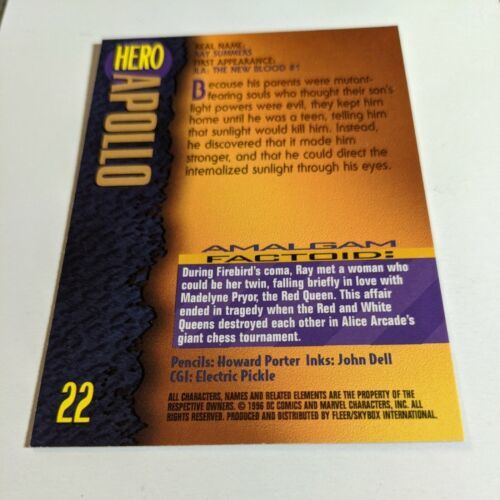 HERO
APOLLO
REAL NAME:
RAY SUMMERS
FIRST APPEARANCE:
JLX: THE NEW BLOOD #1
Because his parents were mutant-
fearing souls who thought their son's
light powers were evil, they kept him
home until he was a teen, telling him
that sunlight would kill him. Instead,
he discovered that it made him
stronger, and that he could direct the
internalized sunlight through his eyes.
AMALGAM
FACTOID:
During Firebird's coma, Ray met a woman who
could be her twin, falling briefly in love with
Madelyne Pryor, the Red Queen. This affair
ended in tragedy when the Red and White
Queens destroyed each other in Alice Arcade's
giant chess tournament.
Pencils: Howard Porter Inks: John Dell
CGI: Electric Pickle
22
ALL CHARACTERS, NAMES AND RELATED ELEMENTS ARE THE PROPERTY OF THE
RESPECTIVE OWNERS. © 1996 DC COMICS AND MARVEL CHARACTERS, INC. ALL
RIGHTS RESERVED. PRODUCED AND DISTRIBUTED BY FLEER/SKYBOX INTERNATIONAL.